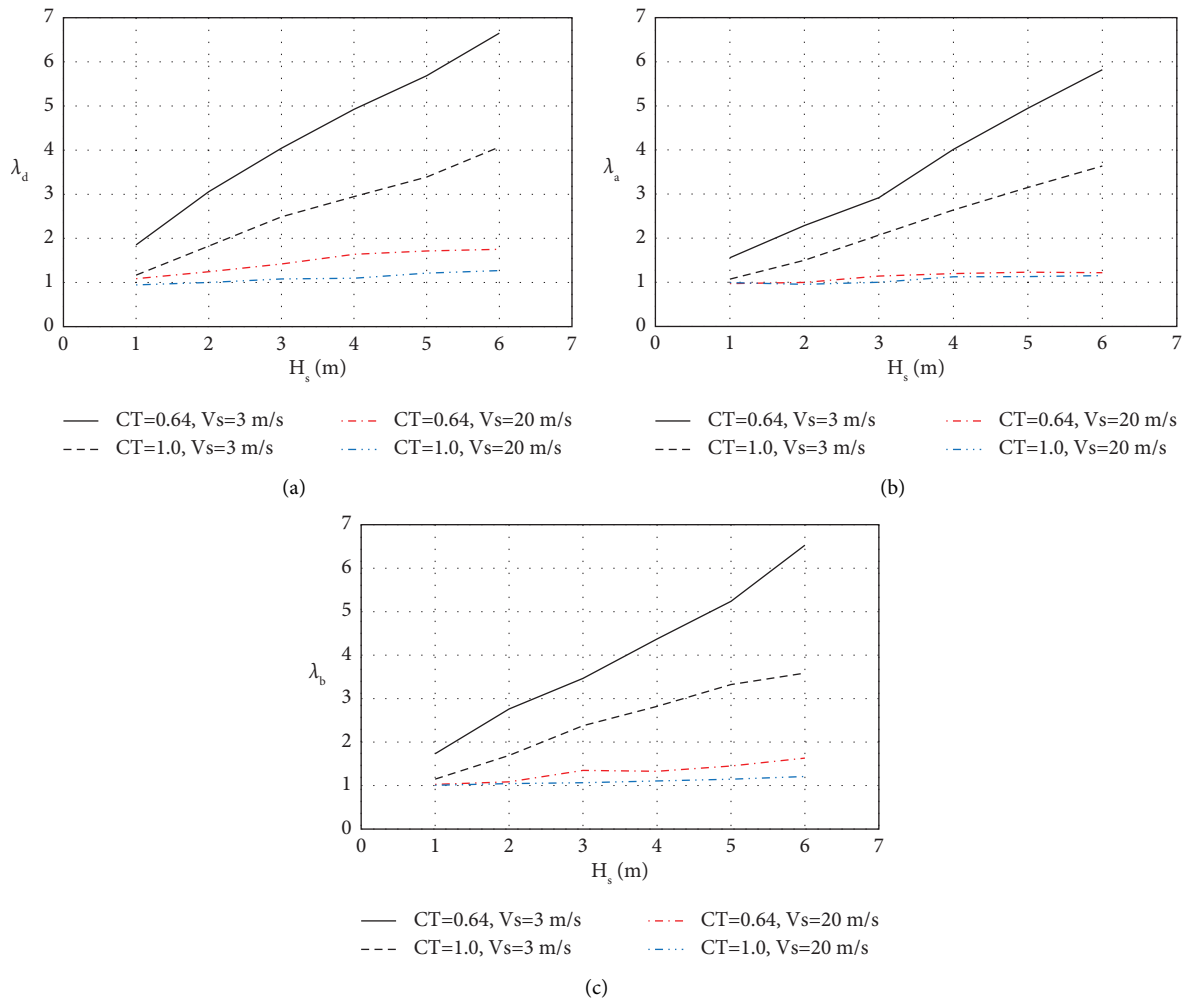 7
6
5
4
3
2
1
0
λd
0 1 2 3 4 5 6 7
Hs (m)
CT=0.64, Vs=3 m/s
CT=1.0, Vs=3 m/s
CT=0.64, Vs=20 m/s
CT=1.0, Vs=20 m/s
(a)
7
6
5
4
3
2
1
0
λa
0 1 2 3 4 5 6 7
Hs (m)
CT=0.64, Vs=3 m/s
CT=1.0, Vs=3 m/s
CT=0.64, Vs=20 m/s
CT=1.0, Vs=20 m/s
(b)
7
6
5
4
3
2
1
0
λb
0 1 2 3 4 5 6 7
Hs (m)
CT=0.64, Vs=3 m/s
CT=1.0, Vs=3 m/s
CT=0.64, Vs=20 m/s
CT=1.0, Vs=20 m/s
(c)